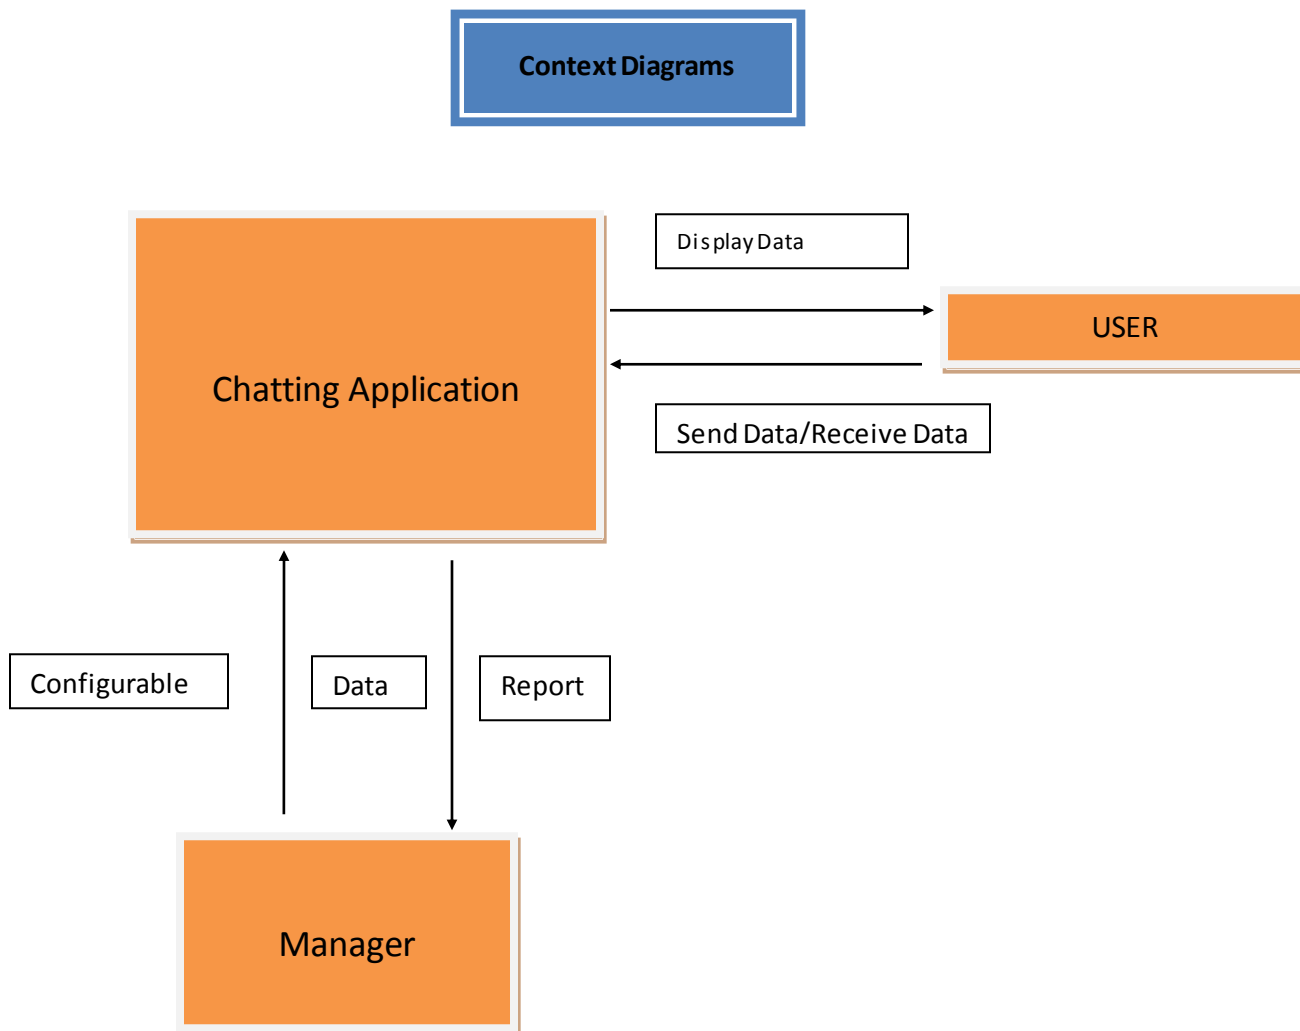 Context Diagrams
Display Data
USER
Chatting Application
Send Data/Receive Data
Configurable
Data
Report
Manager